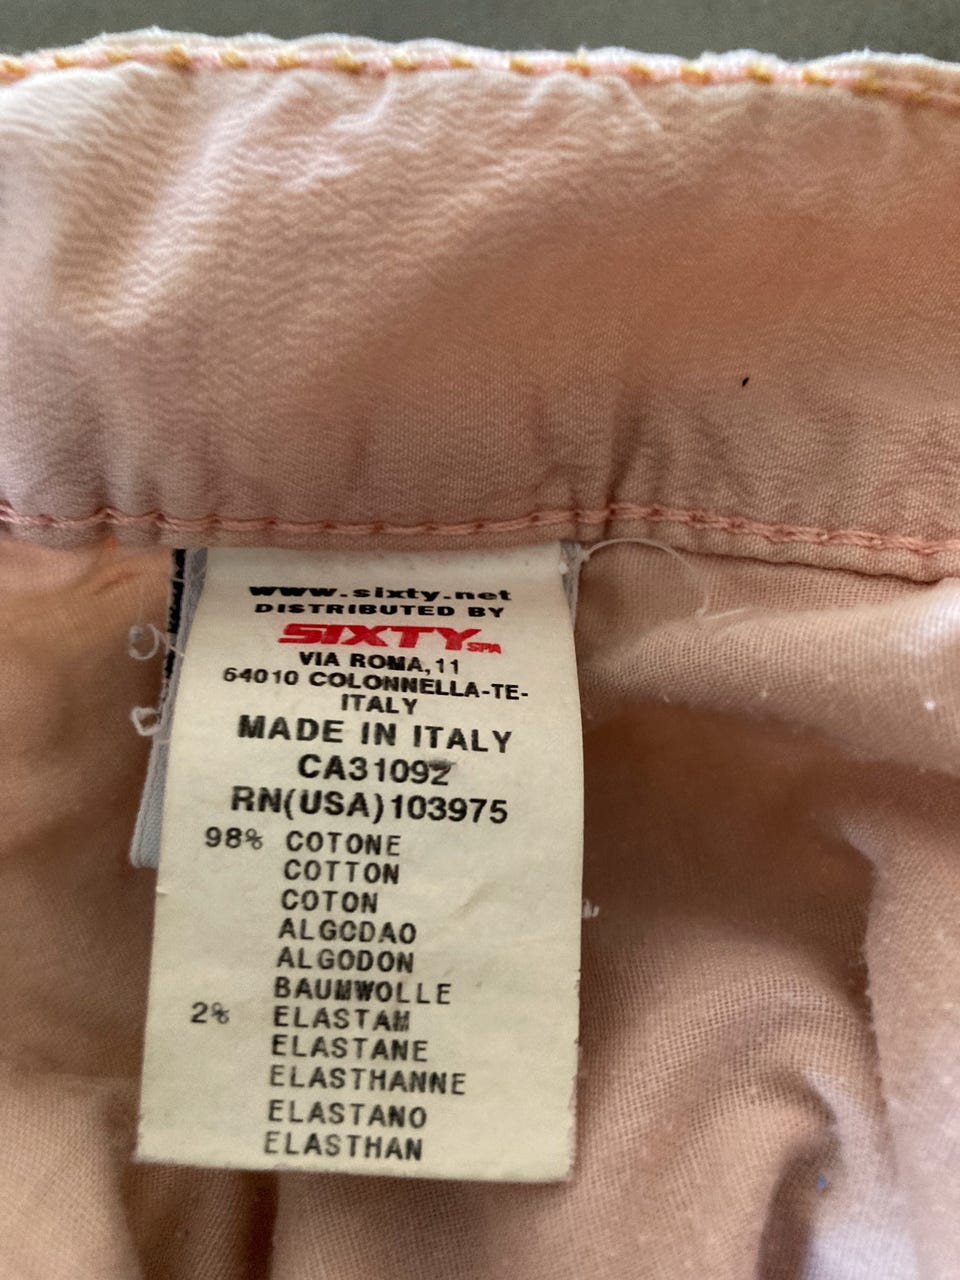 www.sixty.net
DISTRIBUTED BY
SIXTY SPA
VIA ROMA,11
64010 COLONNELLA-TE-
ITALY
MADE IN ITALY
CA31092
RN(USA)103975
98% COTONE
COTTON
COTON
ALGODAO
ALGODON
BAUMWOLLE
2% ELASTAM
ELASTANE
ELASTHANNE
ELASTANO
ELASTHAN